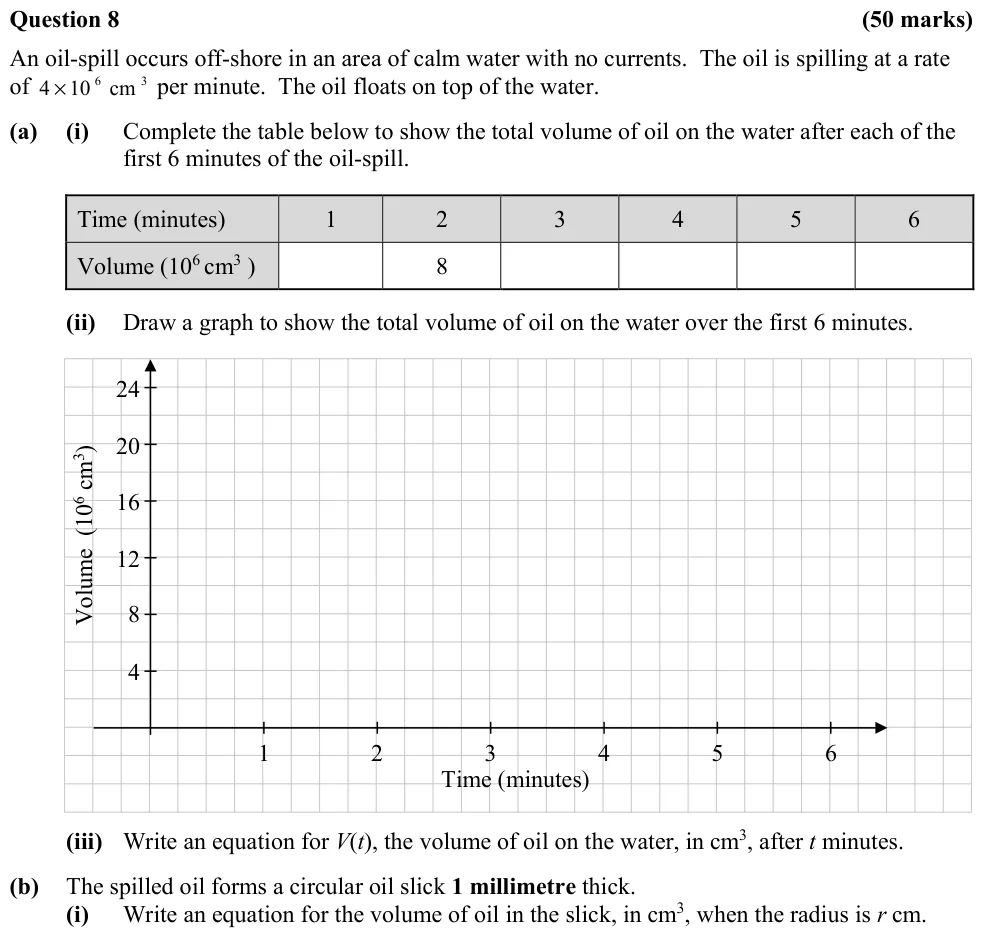 Question 8 (50 marks)
An oil-spill occurs off-shore in an area of calm water with no currents. The oil is spilling at a rate
of 4×10⁶ cm³ per minute. The oil floats on top of the water.
(a) (i) Complete the table below to show the total volume of oil on the water after each of the
first 6 minutes of the oil-spill.
Time (minutes) 1 2 3 4 5 6
Volume (10⁶ cm³ ) 8
(ii) Draw a graph to show the total volume of oil on the water over the first 6 minutes.
24
20
16
12
8
4
Volume (10⁶ cm³)
1 2 3 4 5 6
Time (minutes)
(iii) Write an equation for V(t), the volume of oil on the water, in cm³, after t minutes.
(b) The spilled oil forms a circular oil slick 1 millimetre thick.
(i) Write an equation for the volume of oil in the slick, in cm³, when the radius is r cm.